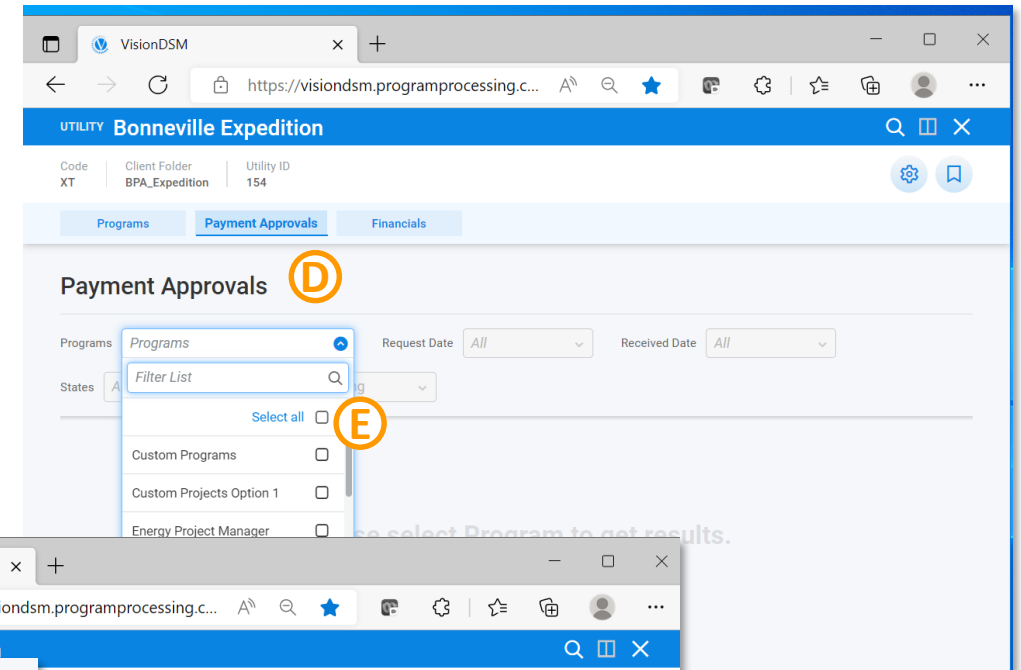 VisionDSM
https://visiondsm.programprocessing.c...
UTILITY Bonneville Expedition
Code Client Folder Utility ID
XT BPA_Expedition 154
Programs Payment Approvals Financials
Payment Approvals D
Programs Programs Request Date All Received Date All
Filter List
States A
Select all E
Custom Programs
Custom Projects Option 1
Energy Project Manager
select Program to get results.
iondsm.programprocessing.c...